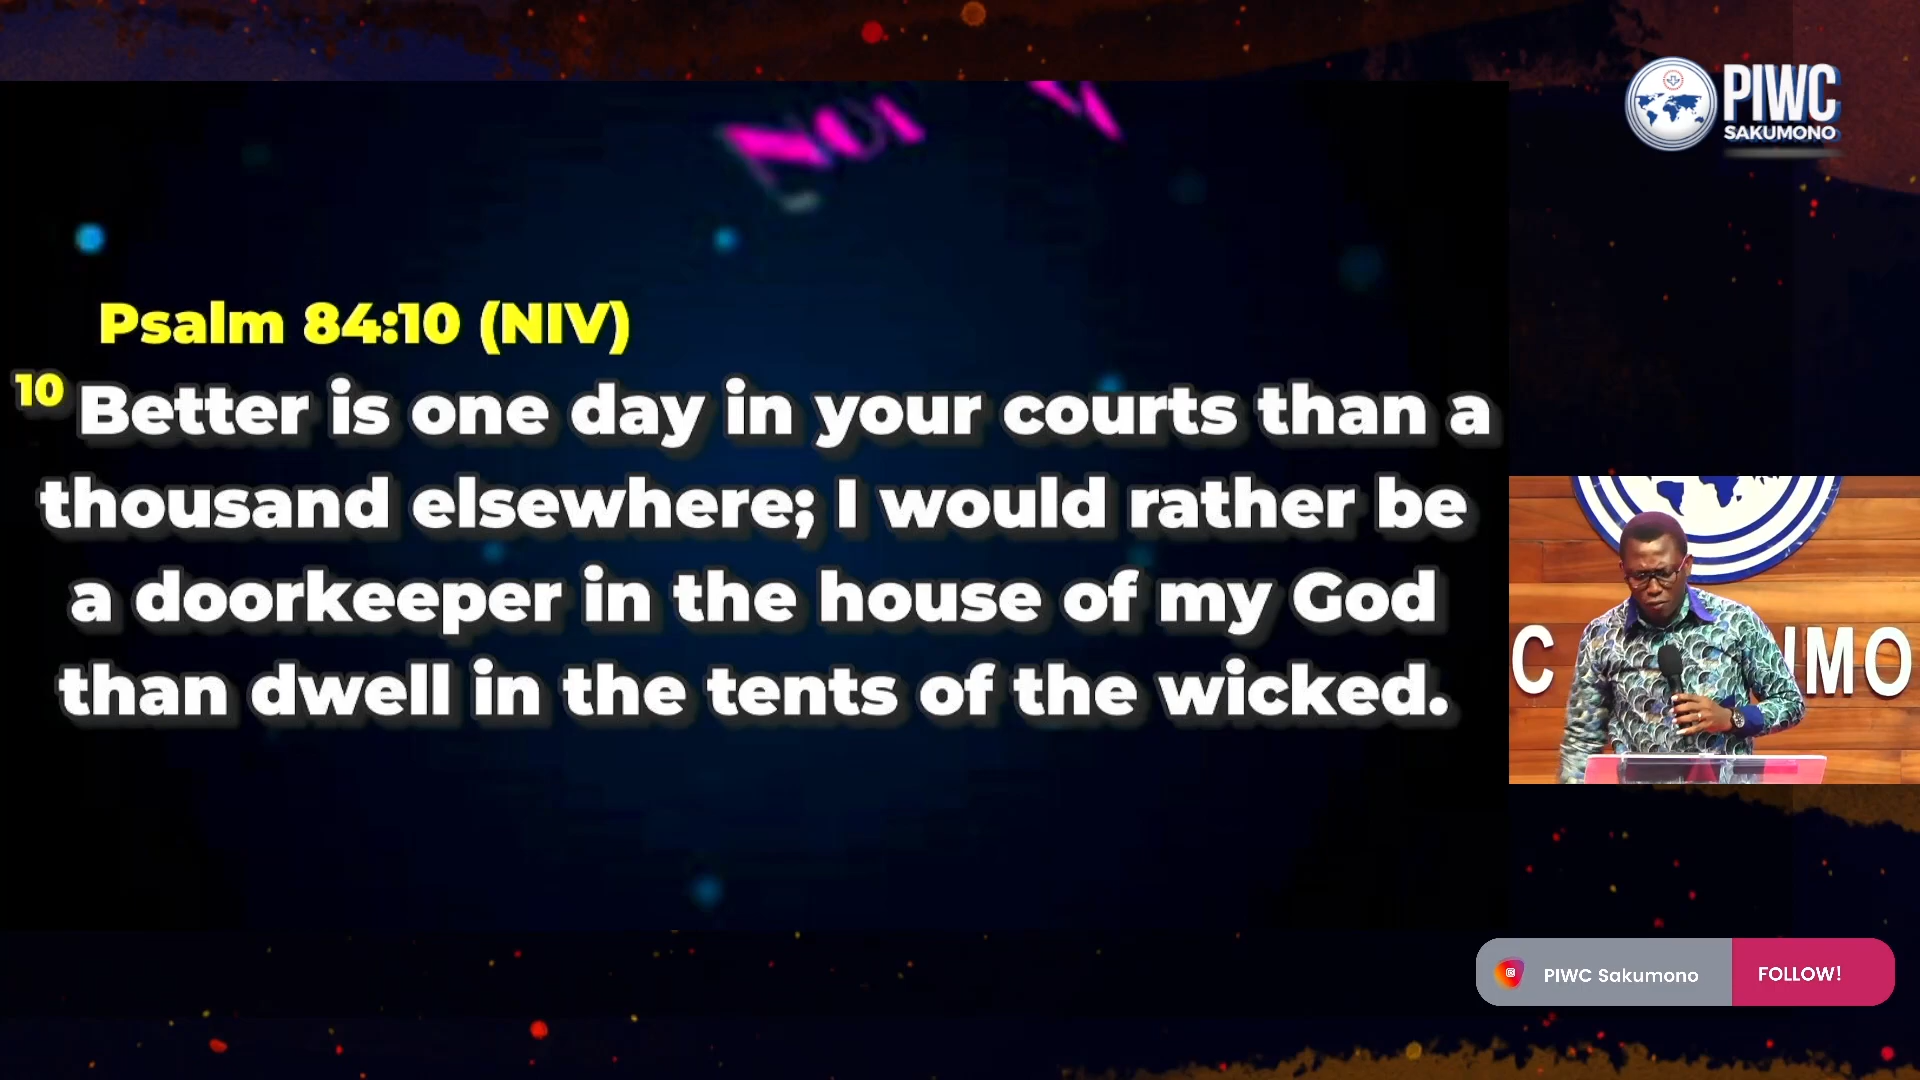 PIWC
SAKUMONO
Psalm 84:10 (NIV)
10 Better is one day in your courts than a
thousand elsewhere; I would rather be
a doorkeeper in the house of my God
than dwell in the tents of the wicked.
C IMO
PIWC Sakumono
FOLLOW!